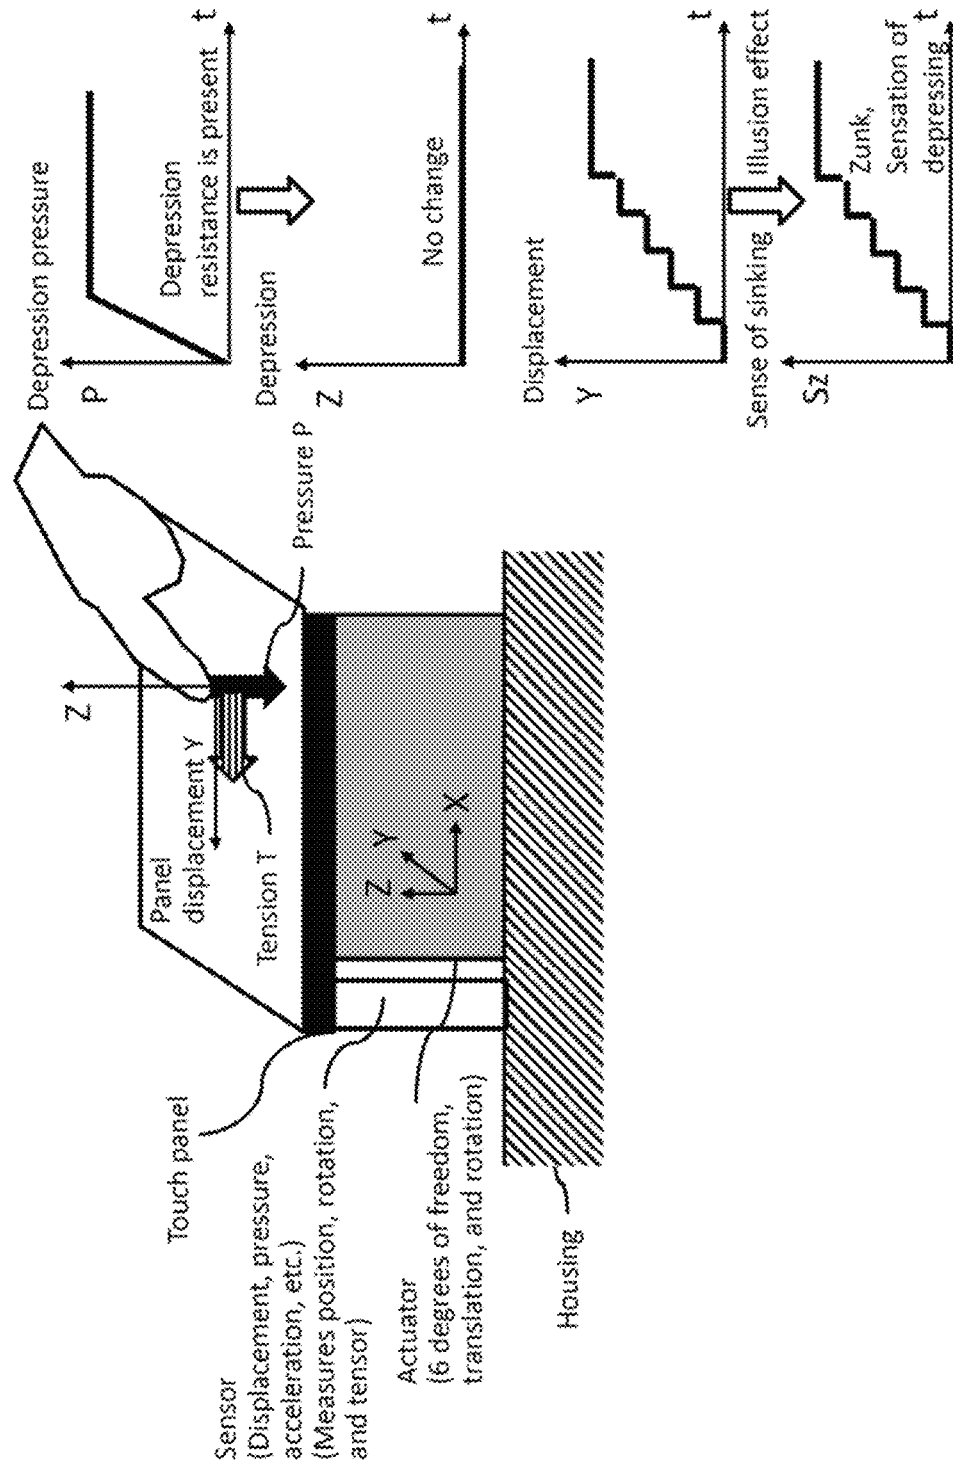 Touch panel
Sensor
(Displacement, pressure,
acceleration, etc.)
(Measures position, rotation,
and tensor)
Actuator
(6 degrees of freedom,
translation, and rotation)
Housing
Z
Panel
displacement Y
Tension T
Pressure P
Z
Y
X
Depression pressure
P
Depression
resistance is present
t
Depression
Z
No change
t
Displacement
Y
t
Sense of sinking
Illusion effect
Sz
Zunk,
Sensation of
depressing
t